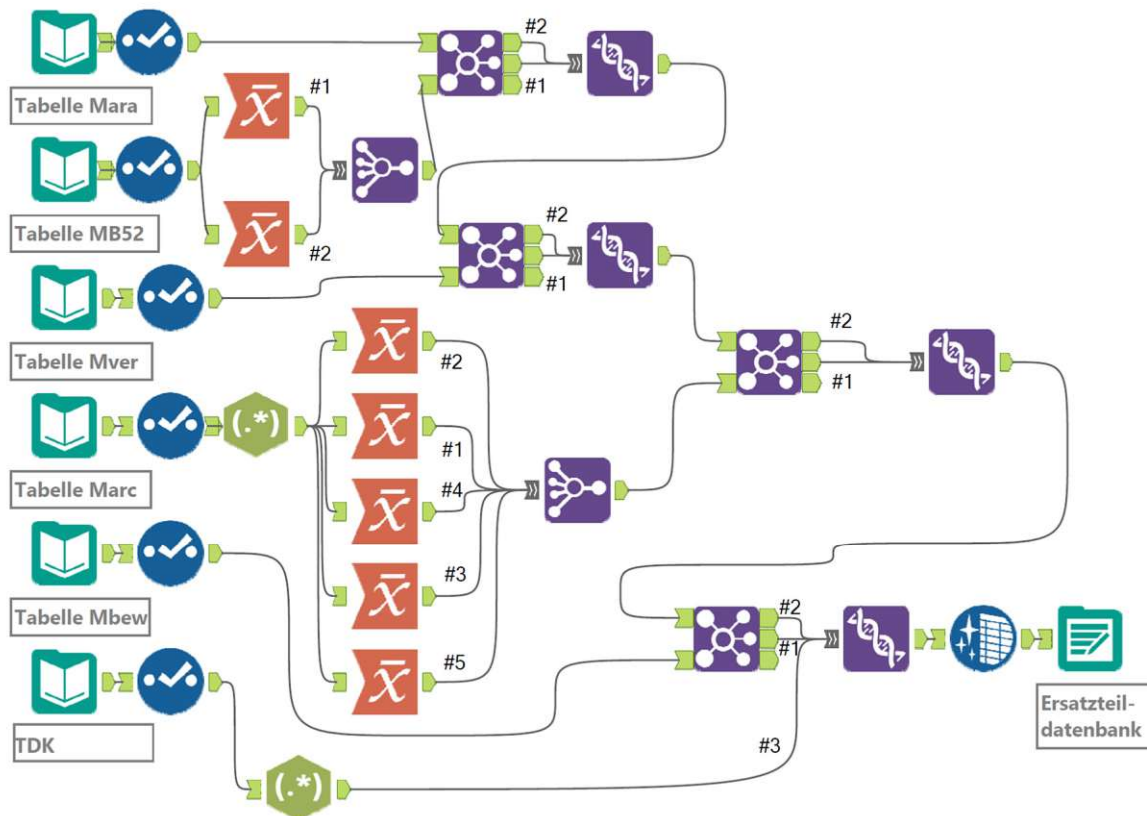 #2
Tabelle Mara
#1
#1
Tabelle MB52
#2
#2
#1
Tabelle Mver
#2
#2
#1
Tabelle Marc
#1
#4
Tabelle Mbew
#3
#2
#1
#5
TDK
#3
Ersatzteil-
datenbank
(.*)
(.*)
x̄
x̄
x̄
x̄
x̄
x̄
x̄